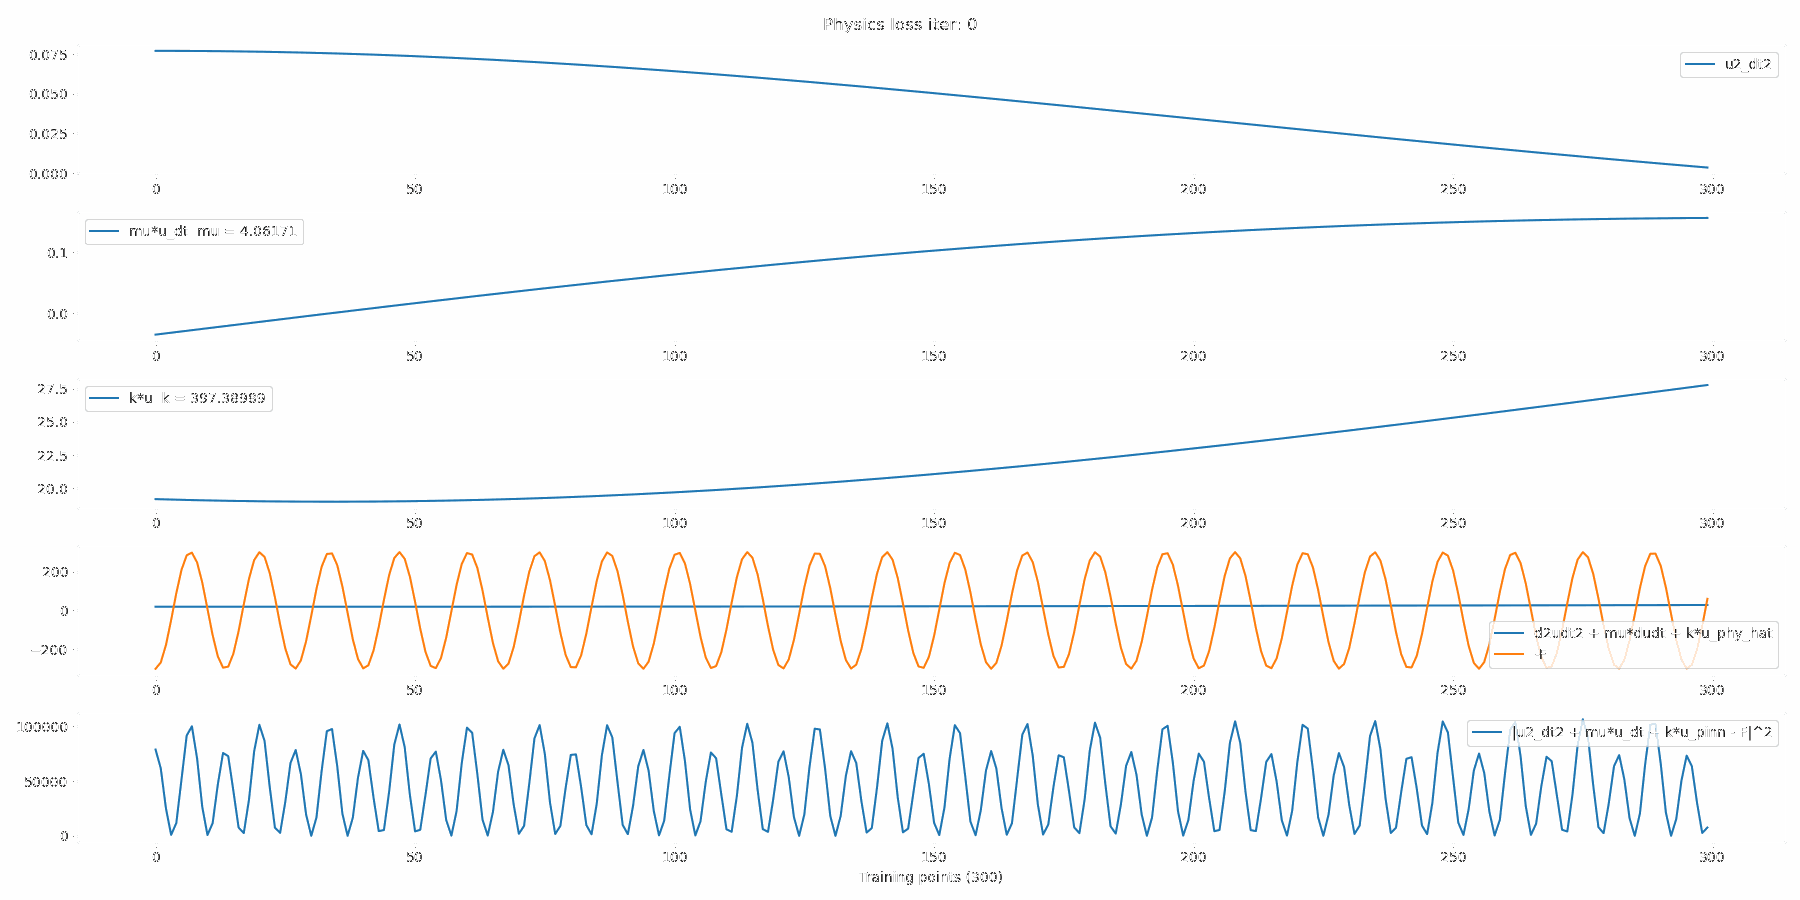 Physics loss iter: 0
0.075
0.050
0.025
0.000
u2_dt2
0 50 100 150 200 250 300
mu*u_dt mu = 4.06171
0.1
0.0
0 50 100 150 200 250 300
k*u k = 397.38999
27.5
25.0
22.5
20.0
0 50 100 150 200 250 300
200
0
−200
d2udt2 + mu*dudt + k*u_phy_hat
0 50 100 150 200 250 300
100000
50000
0
|u2_dt2 + mu*u_dt + k*u_pinn - F|^2
0 50 100 150 200 250 300
Training points (300)